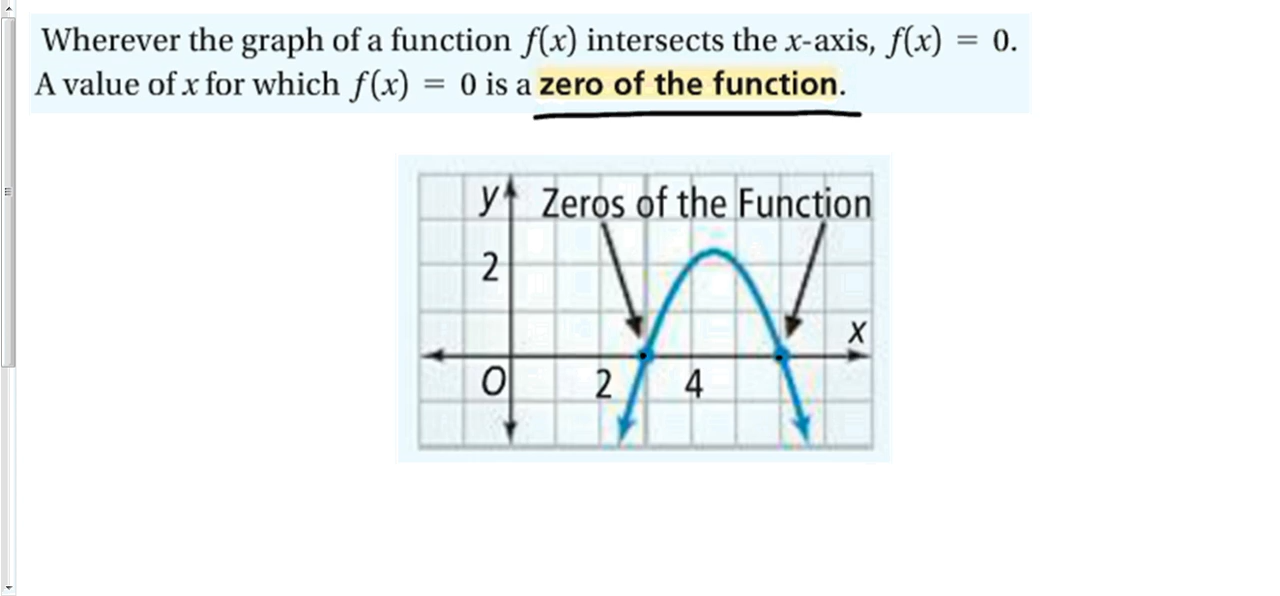 Wherever the graph of a function f(x) intersects the x-axis, f(x) = 0.
A value of x for which f(x) = 0 is a zero of the function.
y Zeros of the Function
2
x
O 2 4